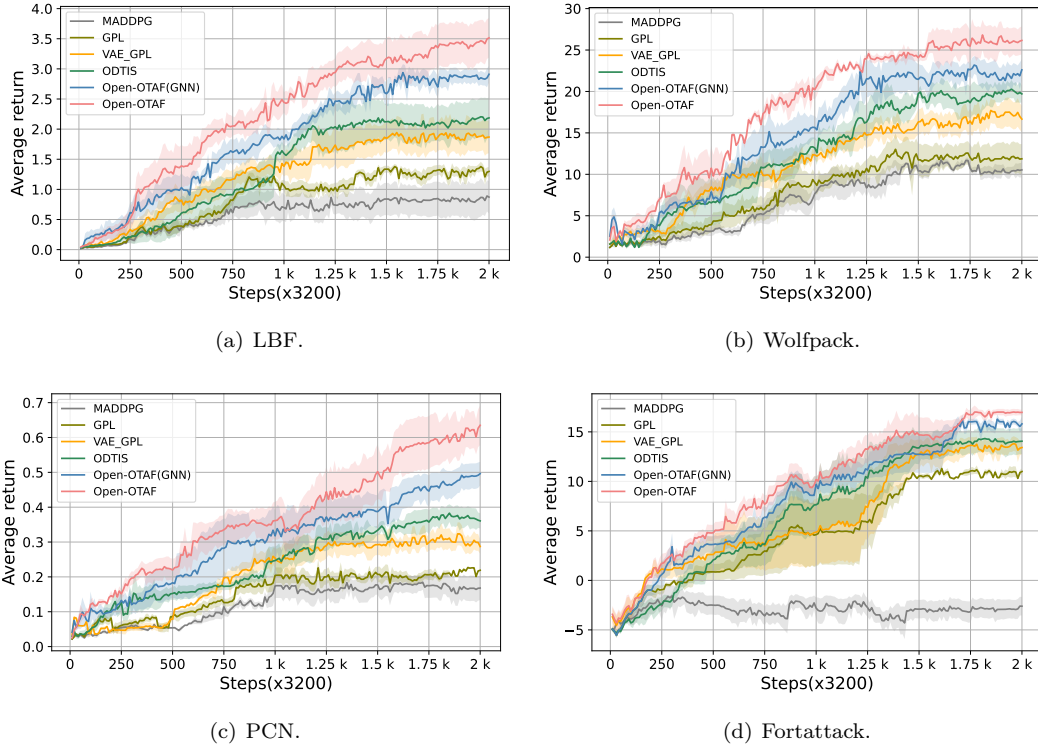 4.0
3.5
3.0
2.5
2.0
1.5
1.0
0.5
0.0
Average return
MADDPG
GPL
VAE_GPL
ODTIS
Open-OTAF(GNN)
Open-OTAF
0 250 500 750 1 k 1.25 k 1.5 k 1.75 k 2 k
Steps(x3200)
(a) LBF.
30
25
20
15
10
5
0
Average return
MADDPG
GPL
VAE_GPL
ODTIS
Open-OTAF(GNN)
Open-OTAF
0 250 500 750 1 k 1.25 k 1.5 k 1.75 k 2 k
Steps(x3200)
(b) Wolfpack.
0.7
0.6
0.5
0.4
0.3
0.2
0.1
0.0
Average return
MADDPG
GPL
VAE_GPL
ODTIS
Open-OTAF(GNN)
Open-OTAF
0 250 500 750 1 k 1.25 k 1.5 k 1.75 k 2 k
Steps(x3200)
(c) PCN.
15
10
5
0
−5
Average return
MADDPG
GPL
VAE_GPL
ODTIS
Open-OTAF(GNN)
Open-OTAF
0 250 500 750 1 k 1.25 k 1.5 k 1.75 k 2 k
Steps(x3200)
(d) Fortattack.